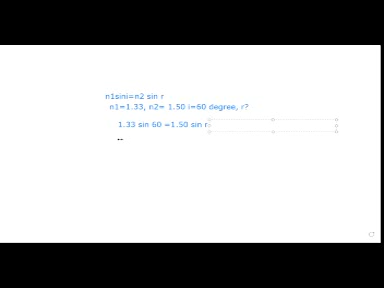 n1sini=n2 sin r
n1=1.33, n2= 1.50 i=60 degree, r?
1.33 sin 60 =1.50 sin r